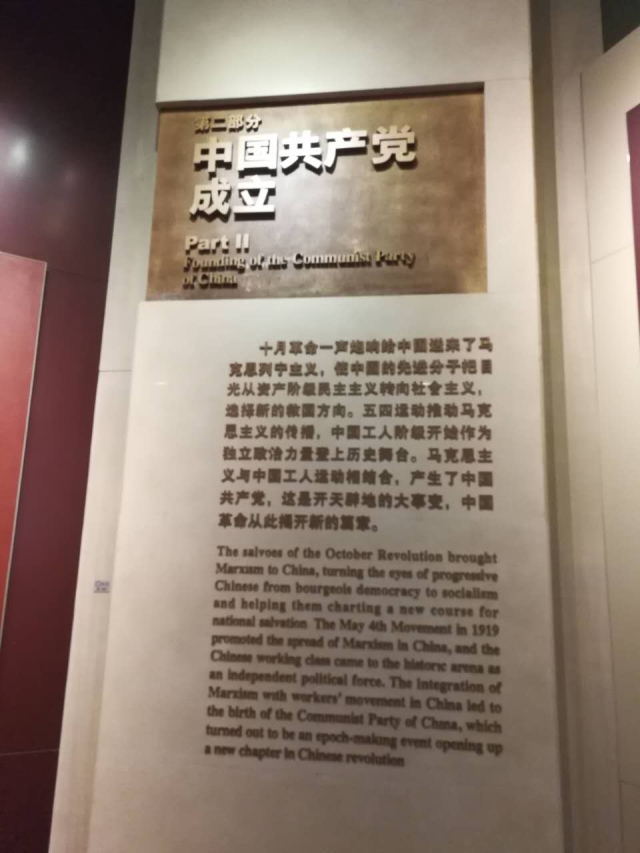 第二部分
中国共产党
成立
Part II
Founding of the Communist Party
of China
十月革命一声炮响给中国送来了马
克思列宁主义，使中国的先进分子把目
光从资产阶级民主主义转向社会主义，
选择新的救国方向。五四运动推动马克
思主义的传播，中国工人阶级开始作为
独立政治力量登上历史舞台。马克思主
义与中国工人运动相结合，产生了中国
共产党，这是开天辟地的大事变，中国
革命从此揭开新的篇章。
The salvoes of the October Revolution brought
Marxism to China, turning the eyes of progressive
Chinese from bourgeois democracy to socialism
and helping them charting a new course for
national salvation The May 4th Movement in 1919
promoted the spread of Marxism in China, and the
Chinese working class came to the historic arena as
an independent political force. The Integration of
Marxism with workers' movement in China led to
the birth of the Communist Party of China, which
turned out to be an epoch-making event opening up
a new chapter in Chinese revolution